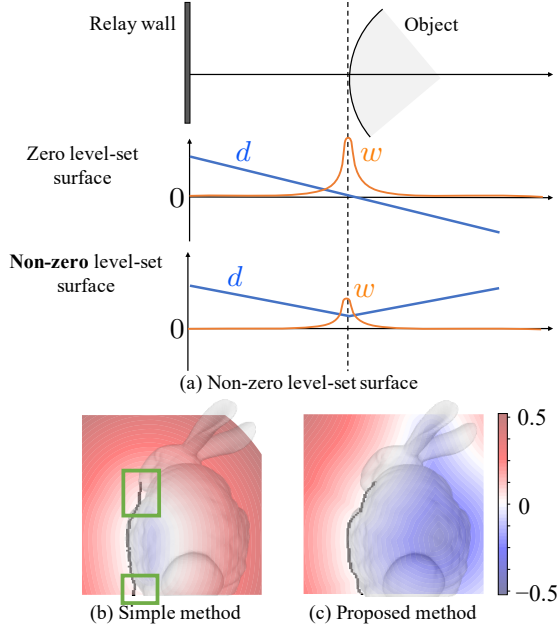 Relay wall
Object
Zero level-set
surface
d
w
0
Non-zero level-set
surface
d
w
0
(a) Non-zero level-set surface
0.5
0
−0.5
(b) Simple method
(c) Proposed method